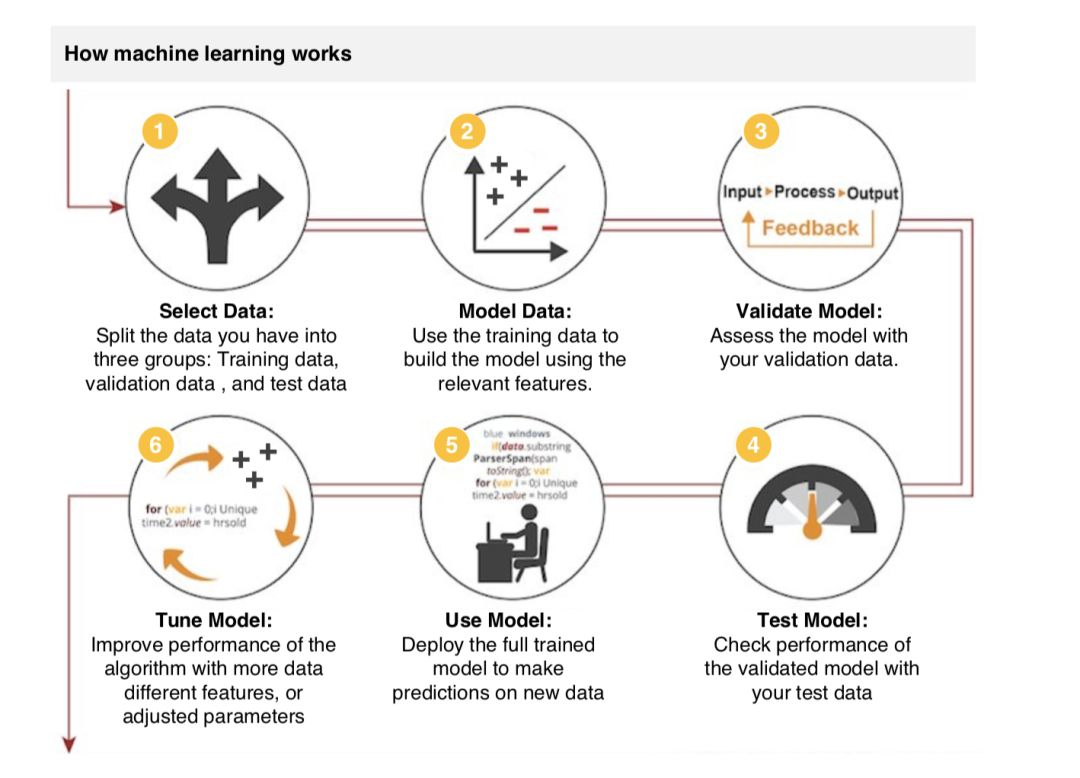 How machine learning works
1
2
3
Input Process Output
Feedback
Select Data:
Split the data you have into
three groups: Training data,
validation data , and test data
Model Data:
Use the training data to
build the model using the
relevant features.
Validate Model:
Assess the model with
your validation data.
6
for (var i = 0;i Unique
time2.value = hrsold
5
blue windows
if(data.substring
ParserSpan(span
toString(); var
for (var i = 0;i Unique
time2.value = hrsold
4
Tune Model:
Improve performance of the
algorithm with more data
different features, or
adjusted parameters
Use Model:
Deploy the full trained
model to make
predictions on new data
Test Model:
Check performance of
the validated model with
your test data